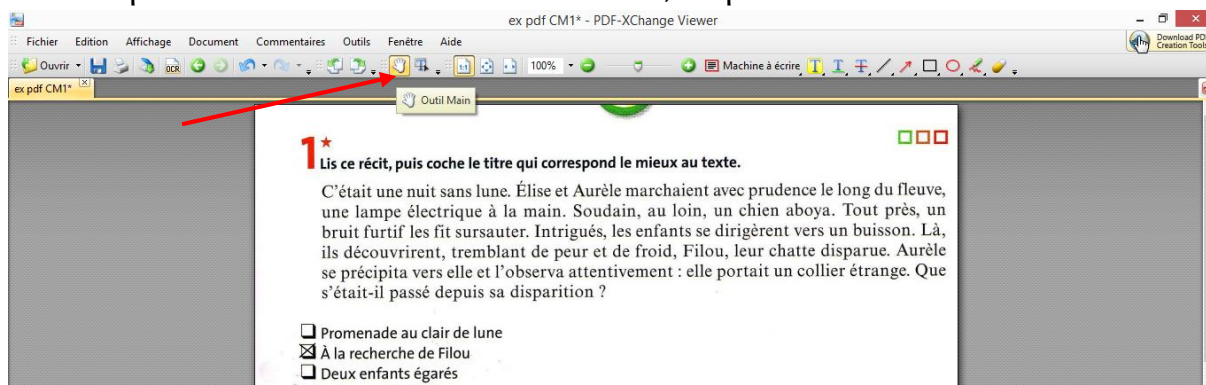 ex pdf CM1* - PDF-XChange Viewer
Fichier Edition Affichage Document Commentaires Outils Fenêtre Aide
Download PD
Creation Tools
Ouvrir OCR 100% Machine à écrire T T T
ex pdf CM1*
Outil Main
1*
Lis ce récit, puis coche le titre qui correspond le mieux au texte.
C'était une nuit sans lune. Élise et Aurèle marchaient avec prudence le long du fleuve,
une lampe électrique à la main. Soudain, au loin, un chien aboya. Tout près, un
bruit furtif les fit sursauter. Intrigués, les enfants se dirigèrent vers un buisson. Là,
ils découvrirent, tremblant de peur et de froid, Filou, leur chatte disparue. Aurèle
se précipita vers elle et l'observa attentivement : elle portait un collier étrange. Que
s'était-il passé depuis sa disparition ?
Promenade au clair de lune
À la recherche de Filou
Deux enfants égarés